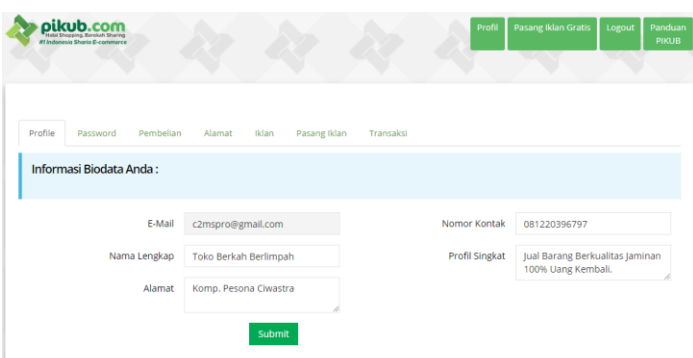 pikub.com
Halal Shopping, Barokah Sharing
#1 Indonesia Sharia E-commerce
Profil
Pasang Iklan Gratis
Logout
Panduan
PIKUB
Profile
Password
Pembelian
Alamat
Iklan
Pasang Iklan
Transaksi
Informasi Biodata Anda :
E-Mail
c2mspro@gmail.com
Nomor Kontak
081220396797
Nama Lengkap
Toko Berkah Berlimpah
Profil Singkat
Jual Barang Berkualitas Jaminan
100% Uang Kembali.
Alamat
Komp. Pesona Ciwastra
Submit